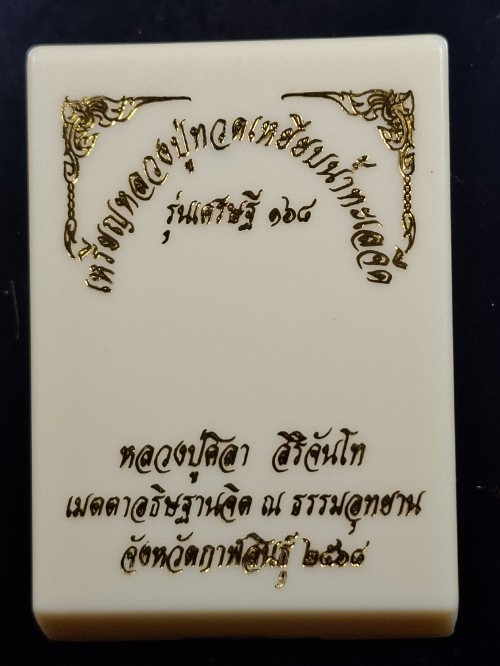 เหรียญหลวงปู่ทวดเหยียบน้ำทะเลจืด
รุ่นเศรษฐี ๑๖๘
หลวงปู่ศิลา สิริจันโท
เมตตาอธิษฐานจิต ณ ธรรมอุทยาน
จังหวัดกาฬสินธุ์ ๒๕๖๘